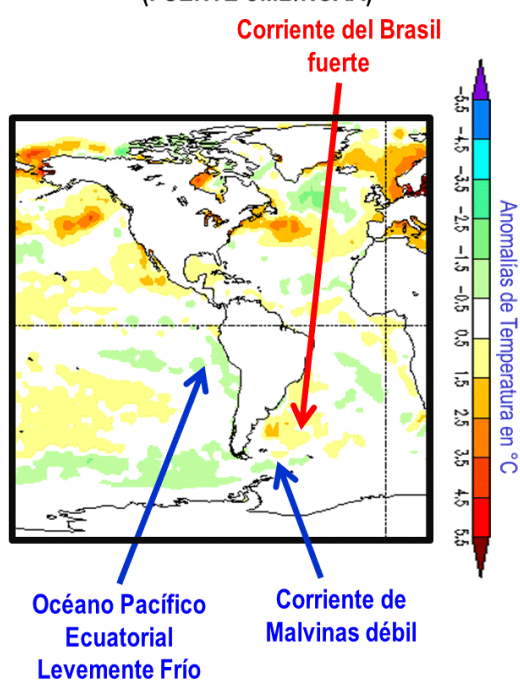 Corriente del Brasil
fuerte
-5.5
-4.5
-3.5
-2.5
-1.5
-0.5
0.5
1.5
2.5
3.5
4.5
5.5
Anomalías de Temperatura en °C
Océano Pacífico
Ecuatorial
Levemente Frío
Corriente de
Malvinas débil